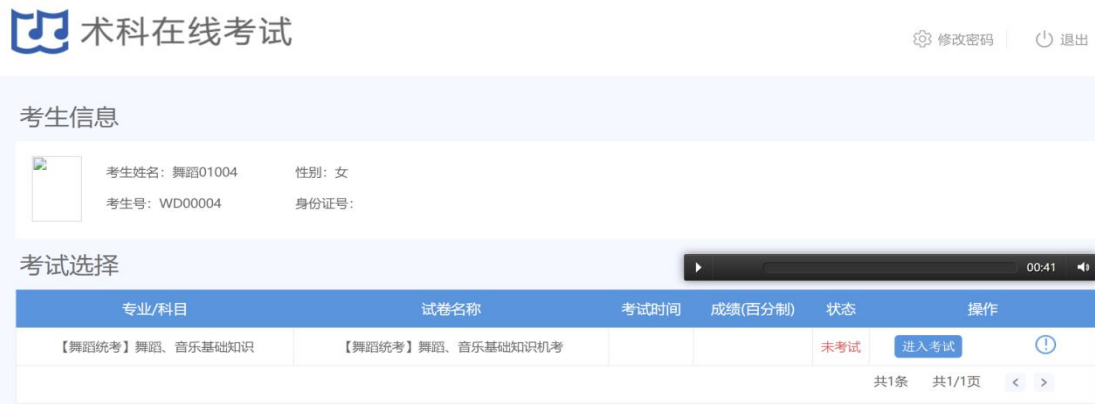 术科在线考试
修改密码 退出
考生信息
考生姓名：舞蹈01004 性别：女
考生号：WD00004 身份证号：
考试选择
00:41
专业/科目 试卷名称 考试时间 成绩(百分制) 状态 操作
【舞蹈统考】舞蹈、音乐基础知识 【舞蹈统考】舞蹈、音乐基础知识机考 未考试 进入考试
共1条 共1/1页 < >